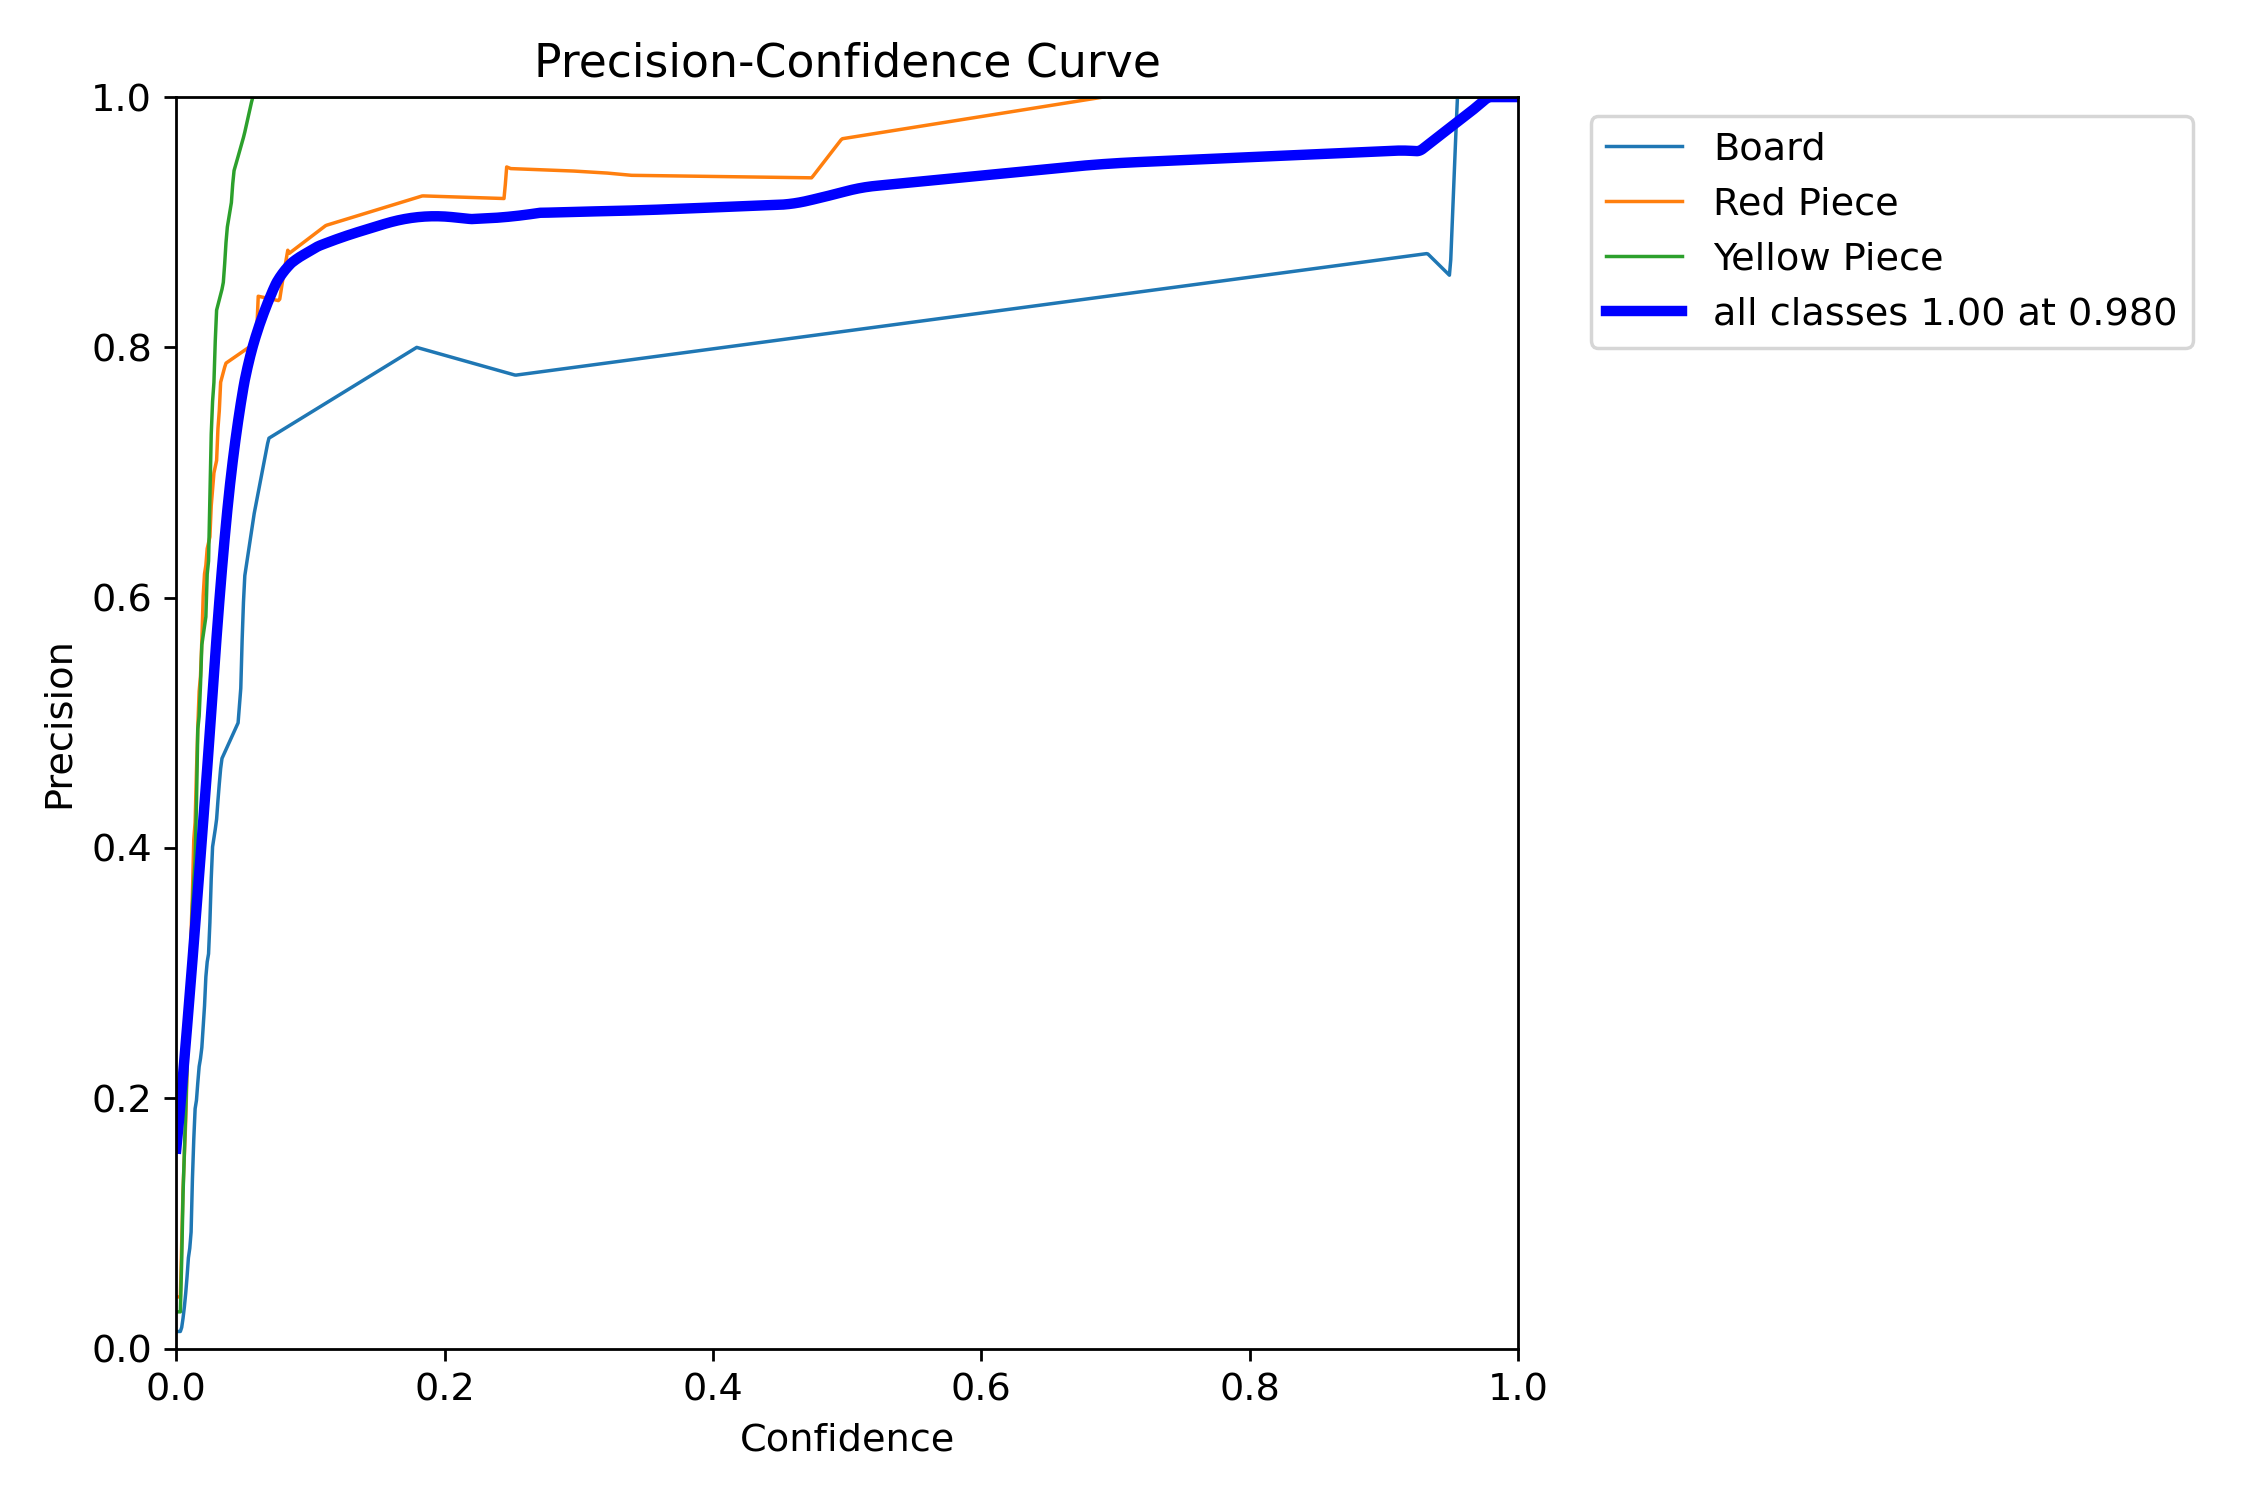 Precision-Confidence Curve
1.0
0.8
0.6
0.4
0.2
0.0
Precision
0.0 0.2 0.4 0.6 0.8 1.0
Confidence
Board
Red Piece
Yellow Piece
all classes 1.00 at 0.980